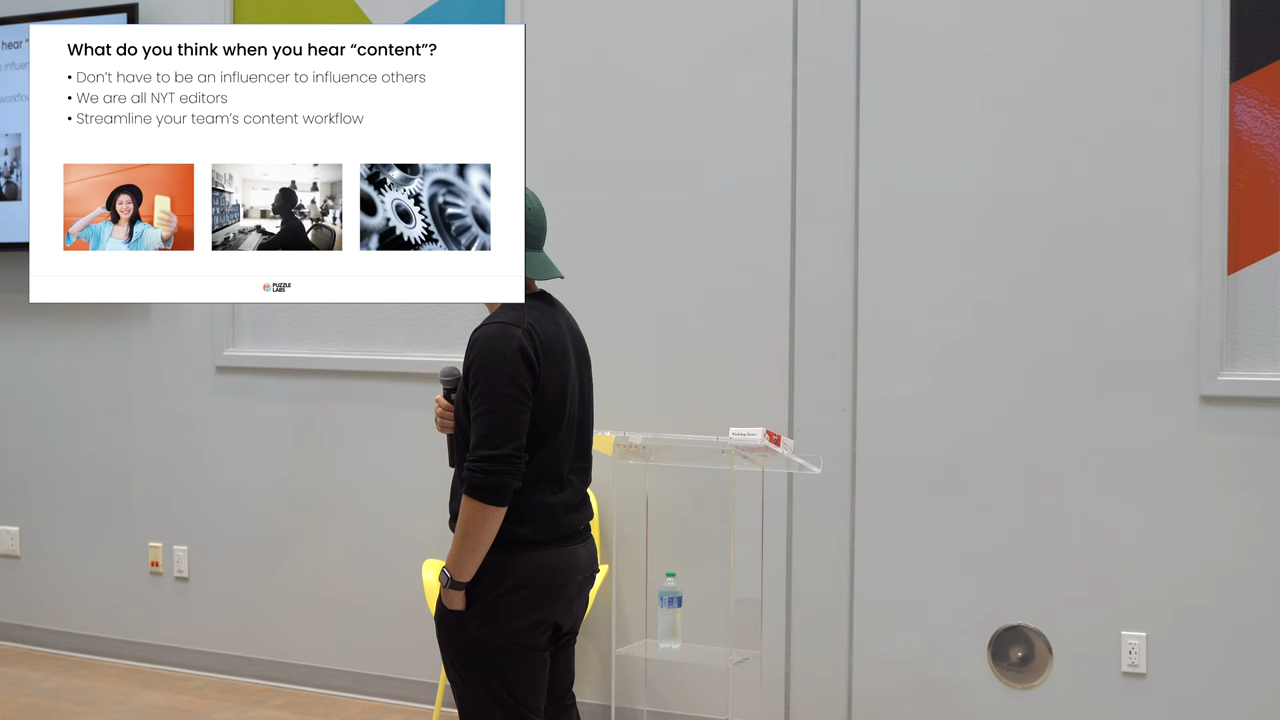 What do you think when you hear “content”?
• Don’t have to be an influencer to influence others
• We are all NYT editors
• Streamline your team’s content workflow
PUZZLE
LABS
hear “